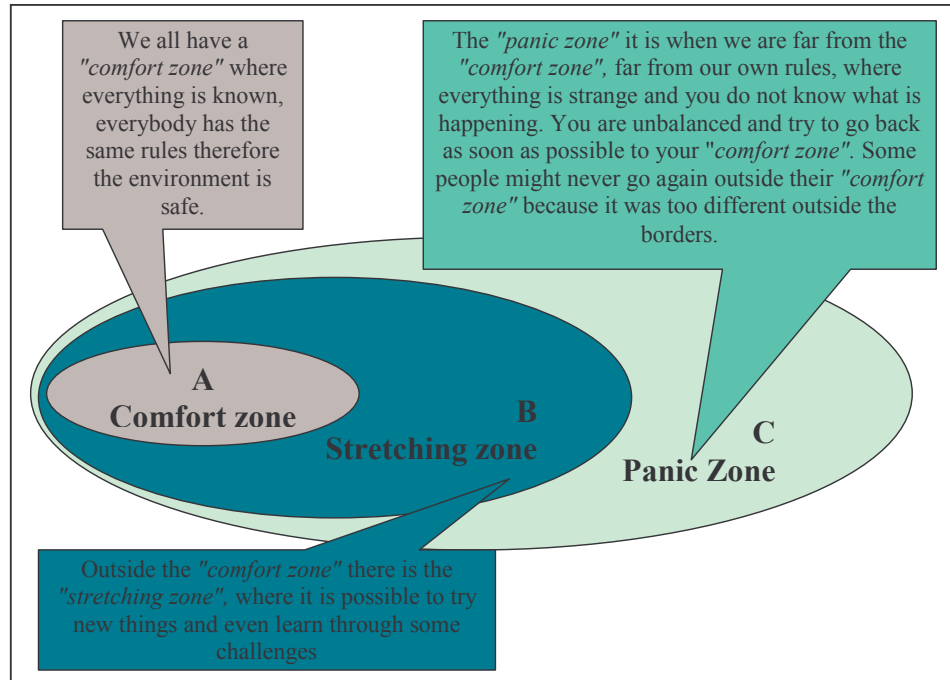 We all have a
"comfort zone" where
everything is known,
everybody has the
same rules therefore
the environment is
safe.
The "panic zone" it is when we are far from the
"comfort zone", far from our own rules, where
everything is strange and you do not know what is
happening. You are unbalanced and try to go back
as soon as possible to your "comfort zone". Some
people might never go again outside their "comfort
zone" because it was too different outside the
borders.
A
Comfort zone
B
Stretching zone
C
Panic Zone
Outside the "comfort zone" there is the
"stretching zone", where it is possible to try
new things and even learn through some
challenges